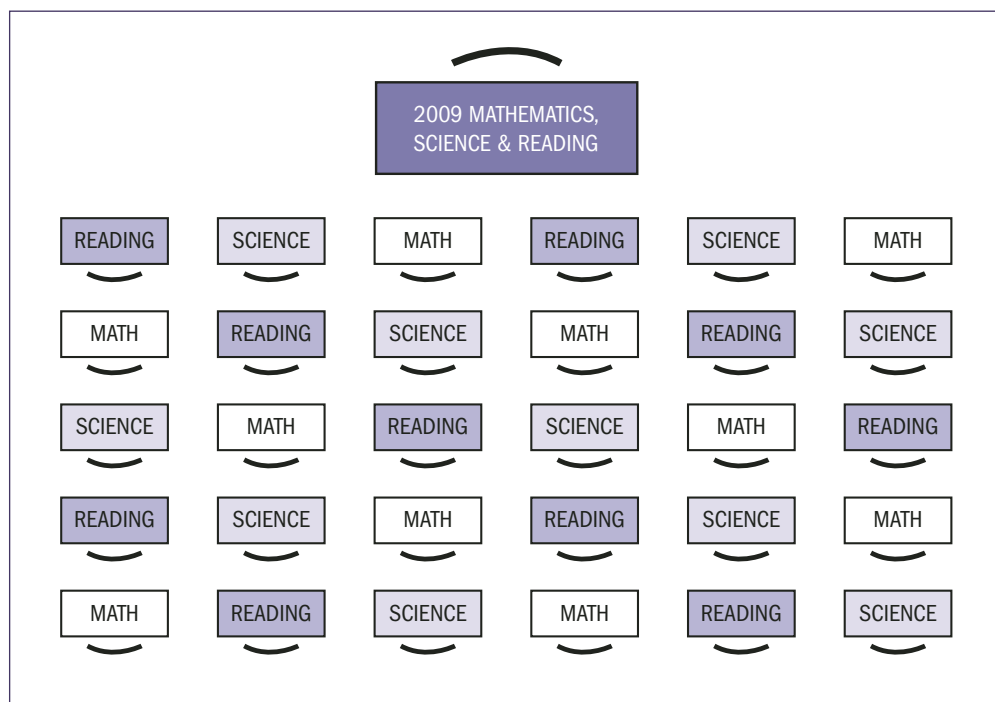 2009 MATHEMATICS,
SCIENCE & READING
READING SCIENCE MATH READING SCIENCE MATH
MATH READING SCIENCE MATH READING SCIENCE
SCIENCE MATH READING SCIENCE MATH READING
READING SCIENCE MATH READING SCIENCE MATH
MATH READING SCIENCE MATH READING SCIENCE